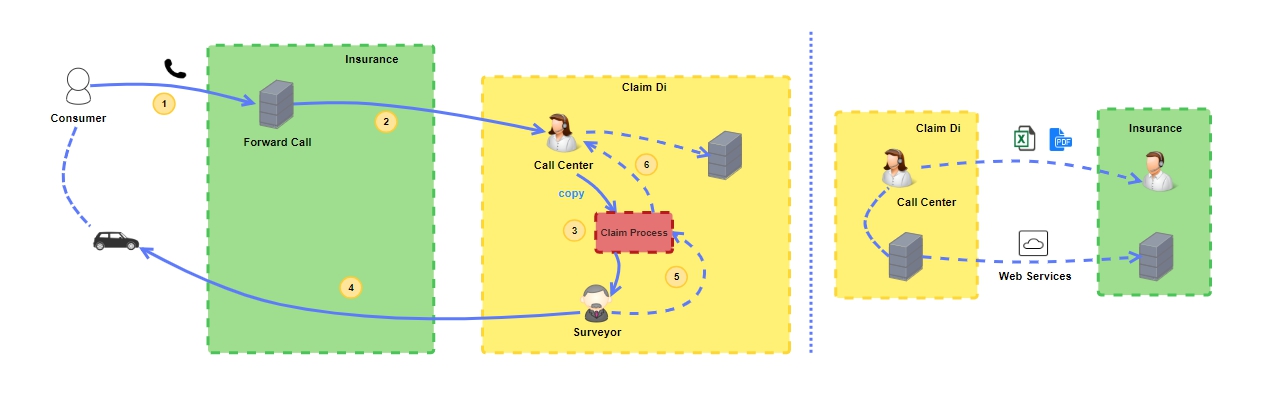 Insurance
Consumer
1
Forward Call
2
Claim Di
Call Center
6
copy
3
Claim Process
5
4
Surveyor
Claim Di
Insurance
X
PDF
Call Center
Web Services